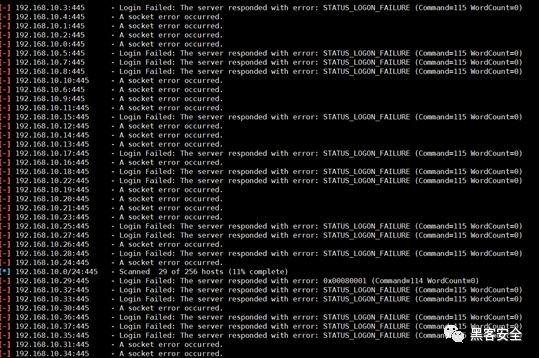 [-] 192.168.10.3:445 - Login Failed: The server responded with error: STATUS_LOGON_FAILURE (Command=115 WordCount=0)
[-] 192.168.10.4:445 - A socket error occurred.
[-] 192.168.10.1:445 - A socket error occurred.
[-] 192.168.10.2:445 - A socket error occurred.
[-] 192.168.10.0:445 - A socket error occurred.
[-] 192.168.10.5:445 - Login Failed: The server responded with error: STATUS_LOGON_FAILURE (Command=115 WordCount=0)
[-] 192.168.10.7:445 - Login Failed: The server responded with error: STATUS_LOGON_FAILURE (Command=115 WordCount=0)
[-] 192.168.10.8:445 - Login Failed: The server responded with error: STATUS_LOGON_FAILURE (Command=115 WordCount=0)
[-] 192.168.10.10:445 - A socket error occurred.
[-] 192.168.10.6:445 - A socket error occurred.
[-] 192.168.10.9:445 - A socket error occurred.
[-] 192.168.10.11:445 - A socket error occurred.
[-] 192.168.10.15:445 - Login Failed: The server responded with error: STATUS_LOGON_FAILURE (Command=115 WordCount=0)
[-] 192.168.10.12:445 - A socket error occurred.
[-] 192.168.10.14:445 - A socket error occurred.
[-] 192.168.10.13:445 - A socket error occurred.
[-] 192.168.10.17:445 - Login Failed: The server responded with error: STATUS_LOGON_FAILURE (Command=115 WordCount=0)
[-] 192.168.10.16:445 - A socket error occurred.
[-] 192.168.10.18:445 - Login Failed: The server responded with error: STATUS_LOGON_FAILURE (Command=115 WordCount=0)
[-] 192.168.10.22:445 - Login Failed: The server responded with error: STATUS_LOGON_FAILURE (Command=115 WordCount=0)
[-] 192.168.10.19:445 - A socket error occurred.
[-] 192.168.10.20:445 - A socket error occurred.
[-] 192.168.10.21:445 - A socket error occurred.
[-] 192.168.10.23:445 - A socket error occurred.
[-] 192.168.10.25:445 - Login Failed: The server responded with error: STATUS_LOGON_FAILURE (Command=115 WordCount=0)
[-] 192.168.10.27:445 - Login Failed: The server responded with error: STATUS_LOGON_FAILURE (Command=115 WordCount=0)
[-] 192.168.10.26:445 - A socket error occurred.
[-] 192.168.10.28:445 - Login Failed: The server responded with error: STATUS_LOGON_FAILURE (Command=115 WordCount=0)
[-] 192.168.10.24:445 - A socket error occurred.
[*] 192.168.10.0/24:445 - Scanned 29 of 256 hosts (11% complete)
[-] 192.168.10.29:445 - Login Failed: The server responded with error: 0x00080001 (Command=114 WordCount=0)
[-] 192.168.10.32:445 - Login Failed: The server responded with error: STATUS_LOGON_FAILURE (Command=115 WordCount=0)
[-] 192.168.10.33:445 - Login Failed: The server responded with error: STATUS_LOGON_FAILURE (Command=115 WordCount=0)
[-] 192.168.10.30:445 - A socket error occurred.
[-] 192.168.10.36:445 - Login Failed: The server responded with error: STATUS_LOGON_FAILURE (Command=115 WordCount=0)
[-] 192.168.10.37:445 - Login Failed: The server responded with error: STATUS_LOGON_FAILURE (Command=115 WordCount=0)
[-] 192.168.10.35:445 - Login Failed: The server responded with error: STATUS_LOGON_FAILURE (Command=115 WordCount=0)
[-] 192.168.10.31:445 - A socket error occurred.
[-] 192.168.10.34:445 - A socket error occurred.
黑客安全